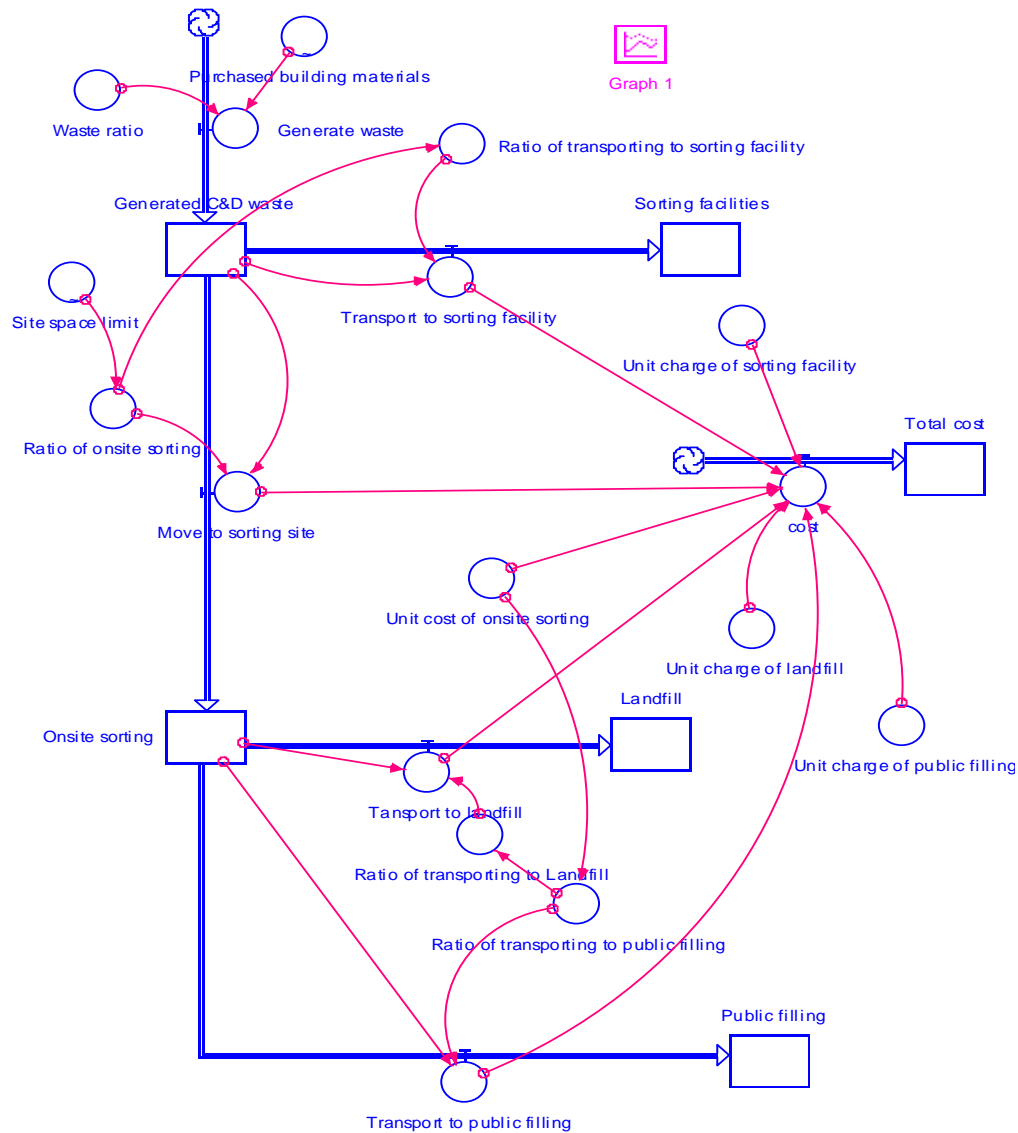 Purchased building materials
Graph 1
Waste ratio
Generate waste
Ratio of transporting to sorting facility
Generated C&D waste
Sorting facilities
Site space limit
Transport to sorting facility
Unit charge of sorting facility
Ratio of onsite sorting
Total cost
Move to sorting site
cost
Unit cost of onsite sorting
Unit charge of landfill
Landfill
Onsite sorting
Unit charge of public filling
Tansport to landfill
Ratio of transporting to Landfill
Ratio of transporting to public filling
Public filling
Transport to public filling